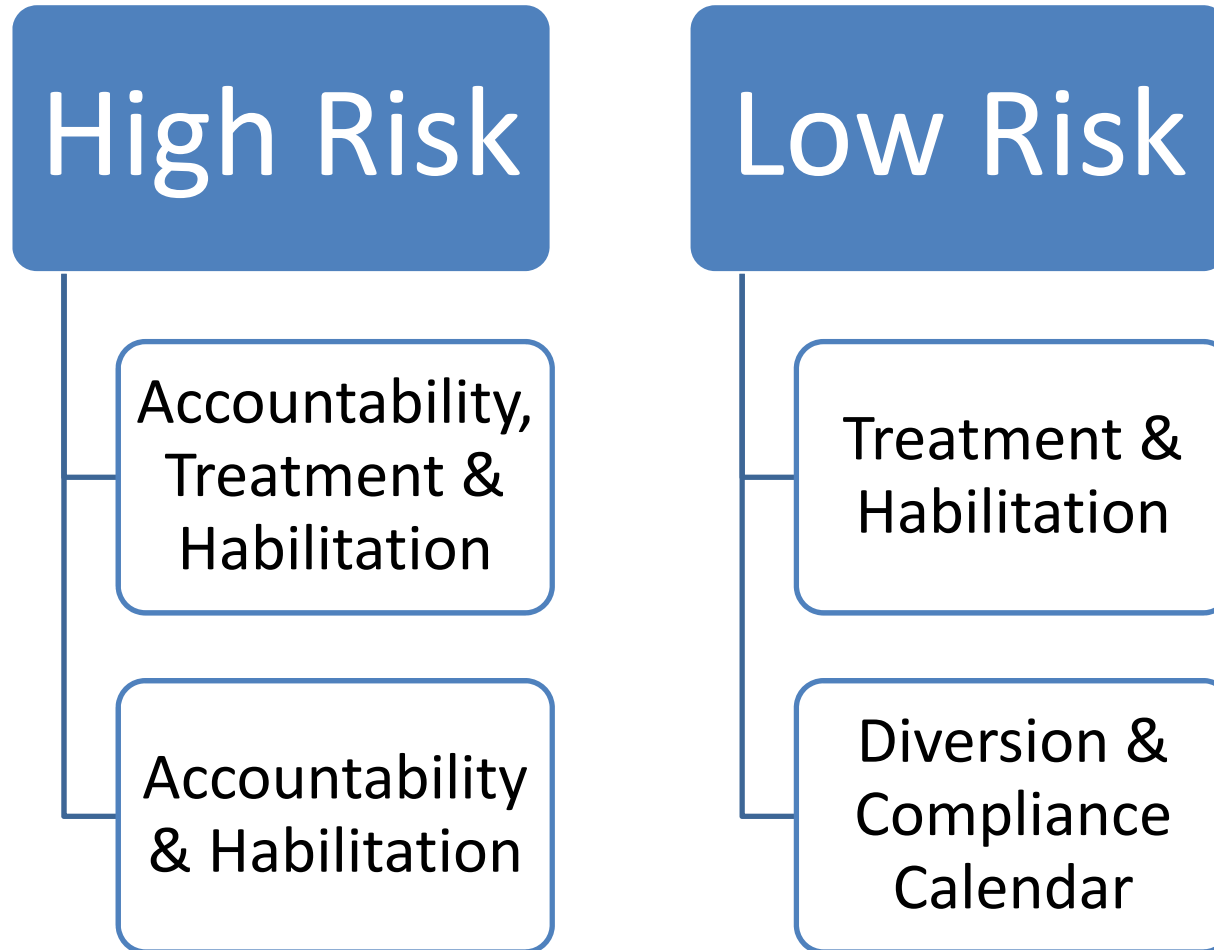 High Risk
Accountability,
Treatment &
Habilitation
Accountability
& Habilitation
Low Risk
Treatment &
Habilitation
Diversion &
Compliance
Calendar